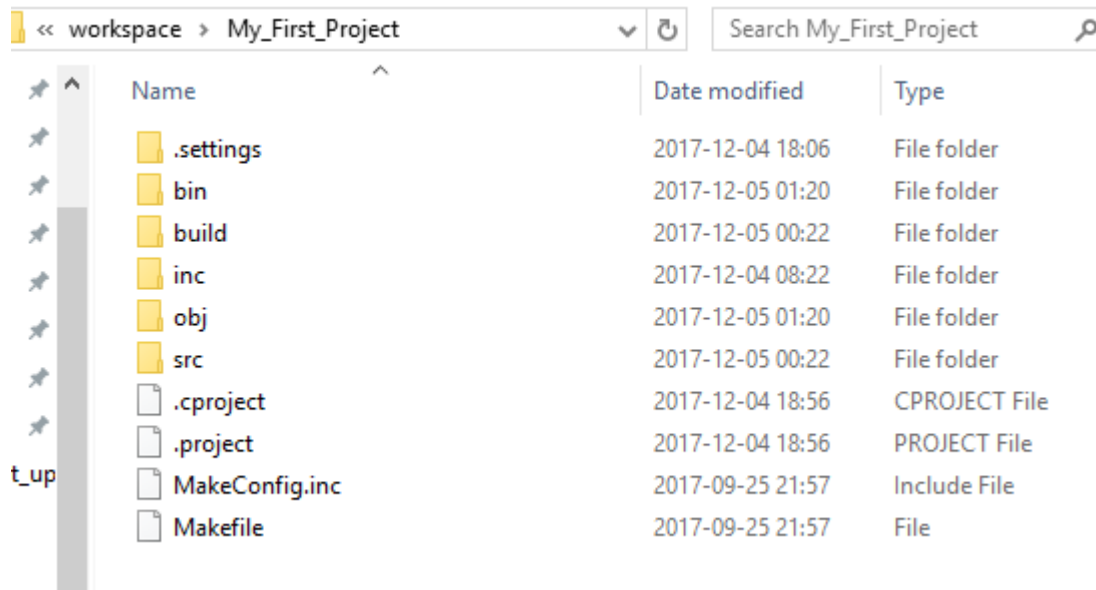 « workspace > My_First_Project Search My_First_Project
Name Date modified Type
.settings 2017-12-04 18:06 File folder
bin 2017-12-05 01:20 File folder
build 2017-12-05 00:22 File folder
inc 2017-12-04 08:22 File folder
obj 2017-12-05 01:20 File folder
src 2017-12-05 00:22 File folder
.cproject 2017-12-04 18:56 CPROJECT File
.project 2017-12-04 18:56 PROJECT File
t_up
MakeConfig.inc 2017-09-25 21:57 Include File
Makefile 2017-09-25 21:57 File